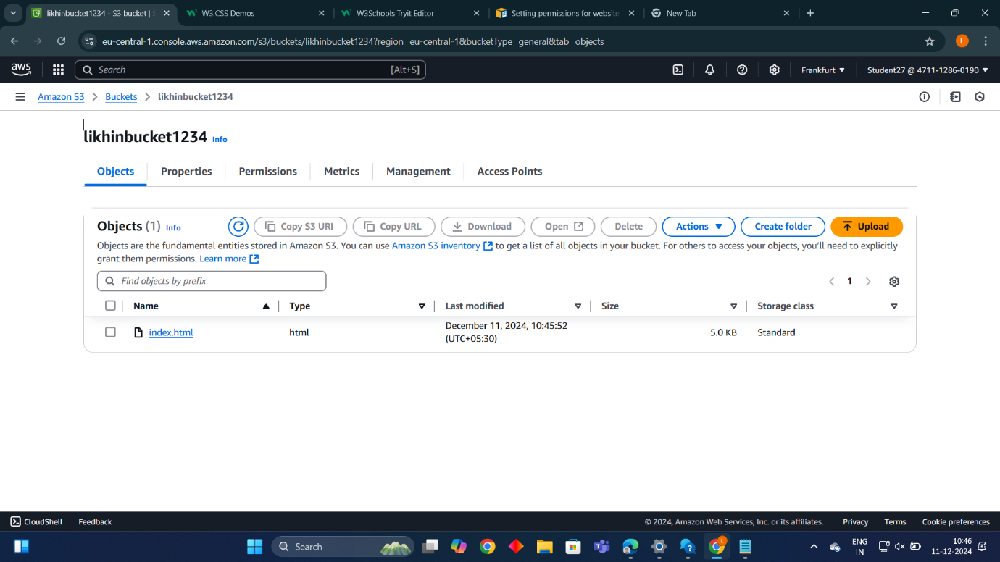 likhinbucket1234 - S3 bucket | S
W3.CSS Demos
W3Schools Tryit Editor
Setting permissions for website
New Tab
eu-central-1.console.aws.amazon.com/s3/buckets/likhinbucket1234?region=eu-central-1&bucketType=general&tab=objects
L
aws
Search
[Alt+S]
Frankfurt
Student27 @ 4711-1286-0190
Amazon S3
Buckets
likhinbucket1234
likhinbucket1234 Info
Objects
Properties
Permissions
Metrics
Management
Access Points
Objects (1) Info
Copy S3 URI
Copy URL
Download
Open
Delete
Actions
Create folder
Upload
Objects are the fundamental entities stored in Amazon S3. You can use Amazon S3 inventory to get a list of all objects in your bucket. For others to access your objects, you'll need to explicitly
grant them permissions. Learn more
Find objects by prefix
1
Name
Type
Last modified
Size
Storage class
index.html
html
December 11, 2024, 10:45:52
(UTC+05:30)
5.0 KB
Standard
CloudShell
Feedback
© 2024, Amazon Web Services, Inc. or its affiliates.
Privacy
Terms
Cookie preferences
Search
L
ENG
IN
10:46
11-12-2024